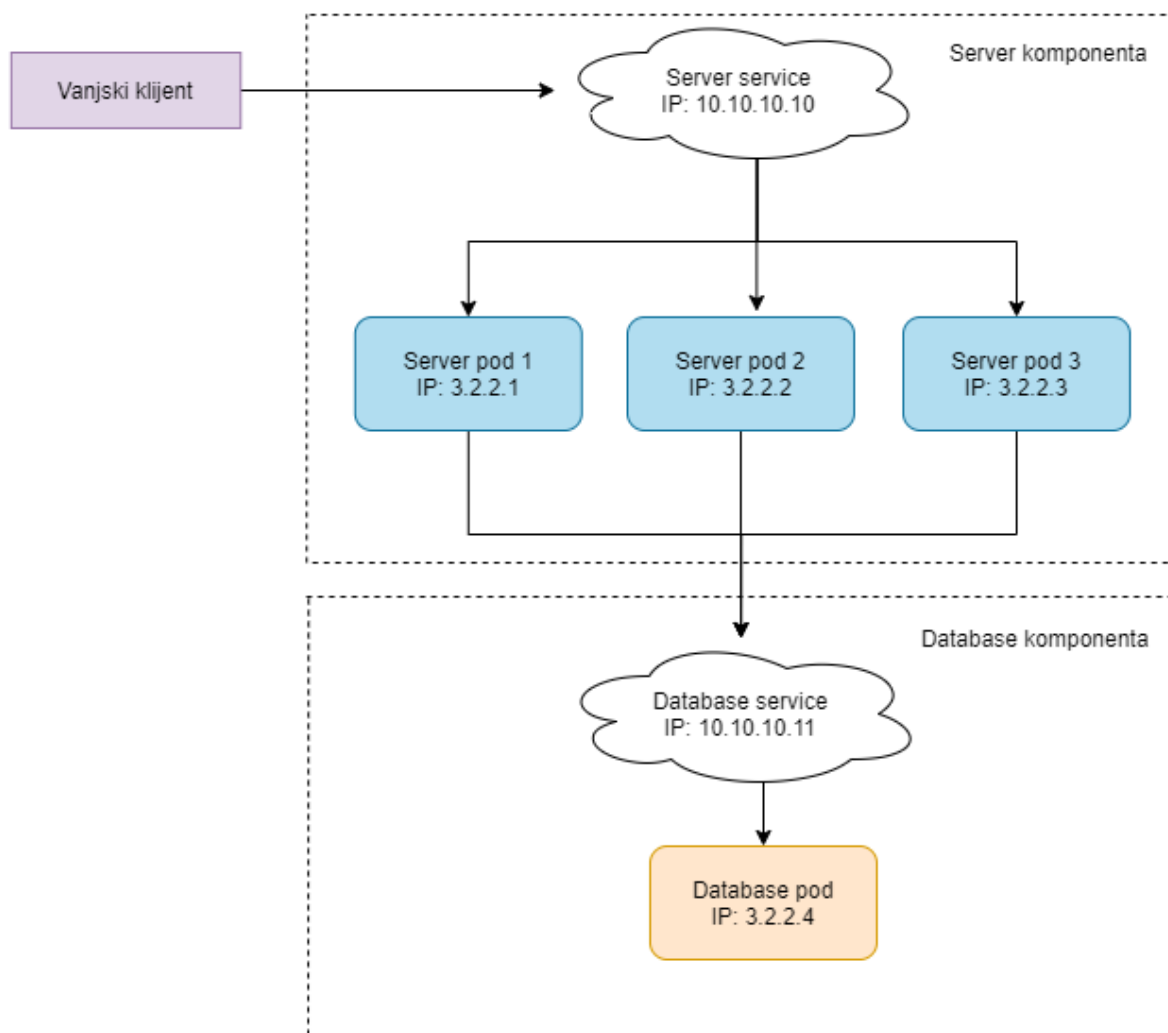 Server komponenta
Vanjski klijent
Server service
IP: 10.10.10.10
Server pod 1
IP: 3.2.2.1
Server pod 2
IP: 3.2.2.2
Server pod 3
IP: 3.2.2.3
Database komponenta
Database service
IP: 10.10.10.11
Database pod
IP: 3.2.2.4